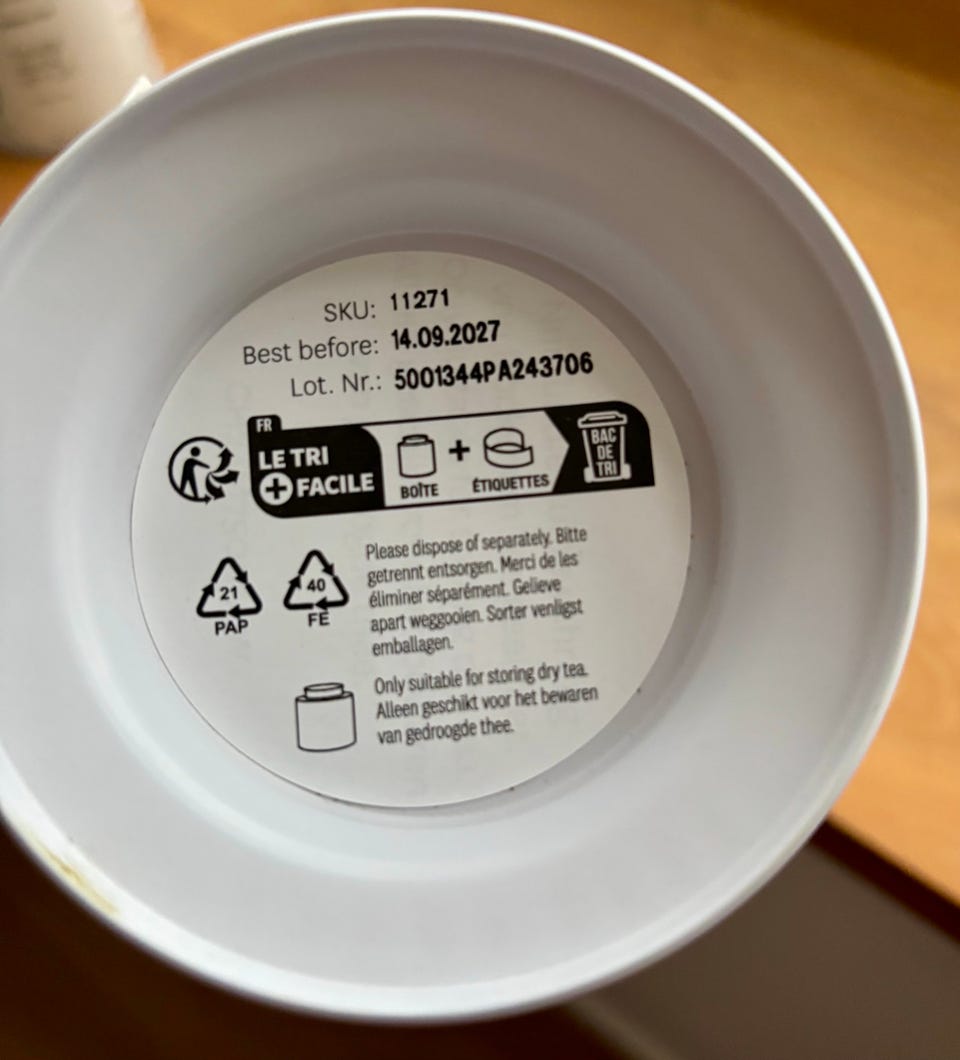 SKU: 11271
Best before: 14.09.2027
Lot. Nr.: 5001344PA243706
FR
LE TRI
+ FACILE
BOÎTE
+
ÉTIQUETTES
BAC
DE
TRI
21
PAP
40
FE
Please dispose of separately. Bitte
getrennt entsorgen. Merci de les
éliminer séparément. Gelieve
apart weggooien. Sorter venligst
emballagen.
Only suitable for storing dry tea.
Alleen geschikt voor het bewaren
van gedroogde thee.